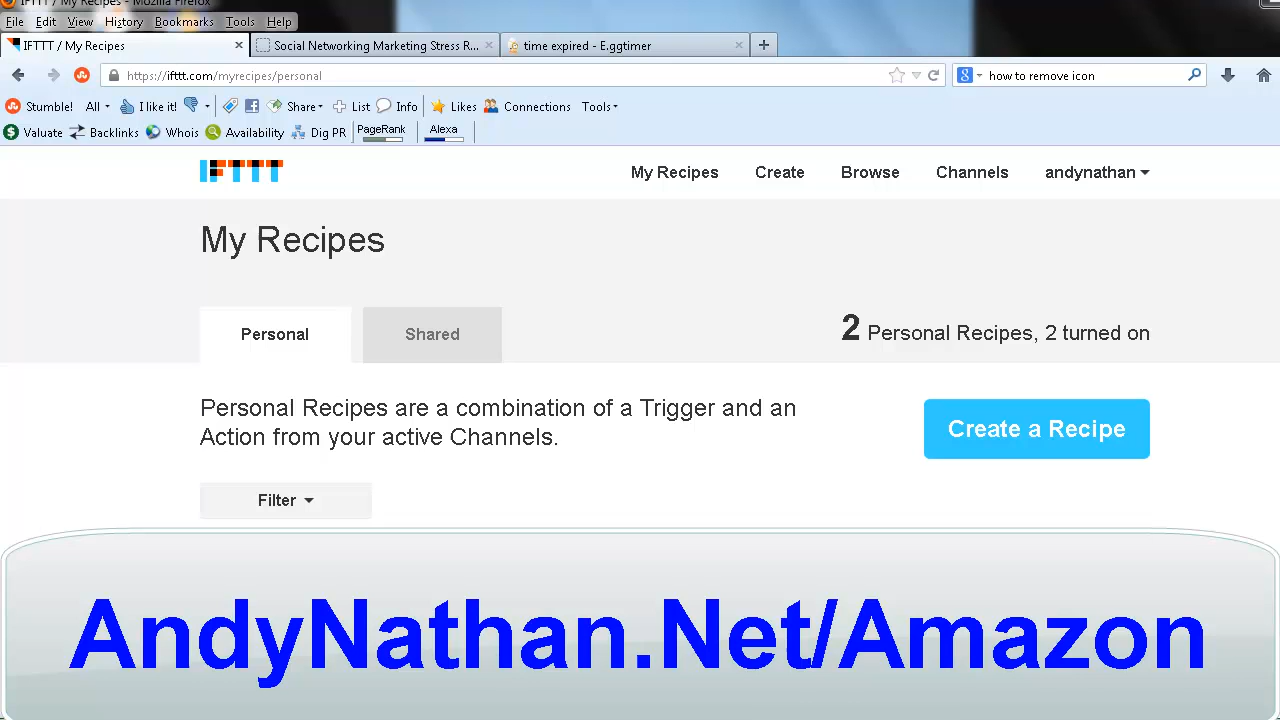 IFTTT / My Recipes - Mozilla Firefox
File Edit View History Bookmarks Tools Help
IFTTT / My Recipes × Social Networking Marketing Stress R... × time expired - E.ggtimer × +
https://ifttt.com/myrecipes/personal how to remove icon
Stumble! All I like it! Share List Info Likes Connections Tools
Valuate Backlinks Whois Availability Dig PR PageRank Alexa
IFTTT My Recipes Create Browse Channels andynathan
My Recipes
Personal Shared 2 Personal Recipes, 2 turned on
Personal Recipes are a combination of a Trigger and an
Action from your active Channels.
Create a Recipe
Filter
AndyNathan.Net/Amazon